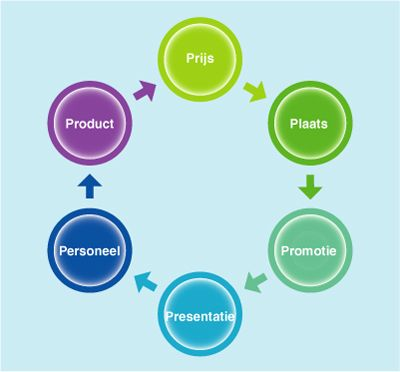 Prijs
Plaats
Promotie
Presentatie
Personeel
Product